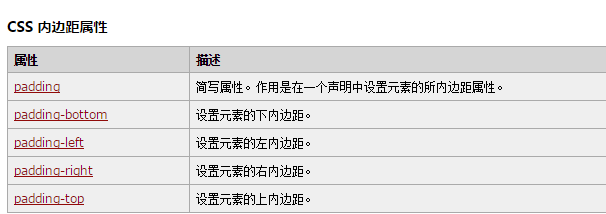 CSS 内边距属性
属性 描述
padding 简写属性。作用是在一个声明中设置元素的所内边距属性。
padding-bottom 设置元素的下内边距。
padding-left 设置元素的左内边距。
padding-right 设置元素的右内边距。
padding-top 设置元素的上内边距。